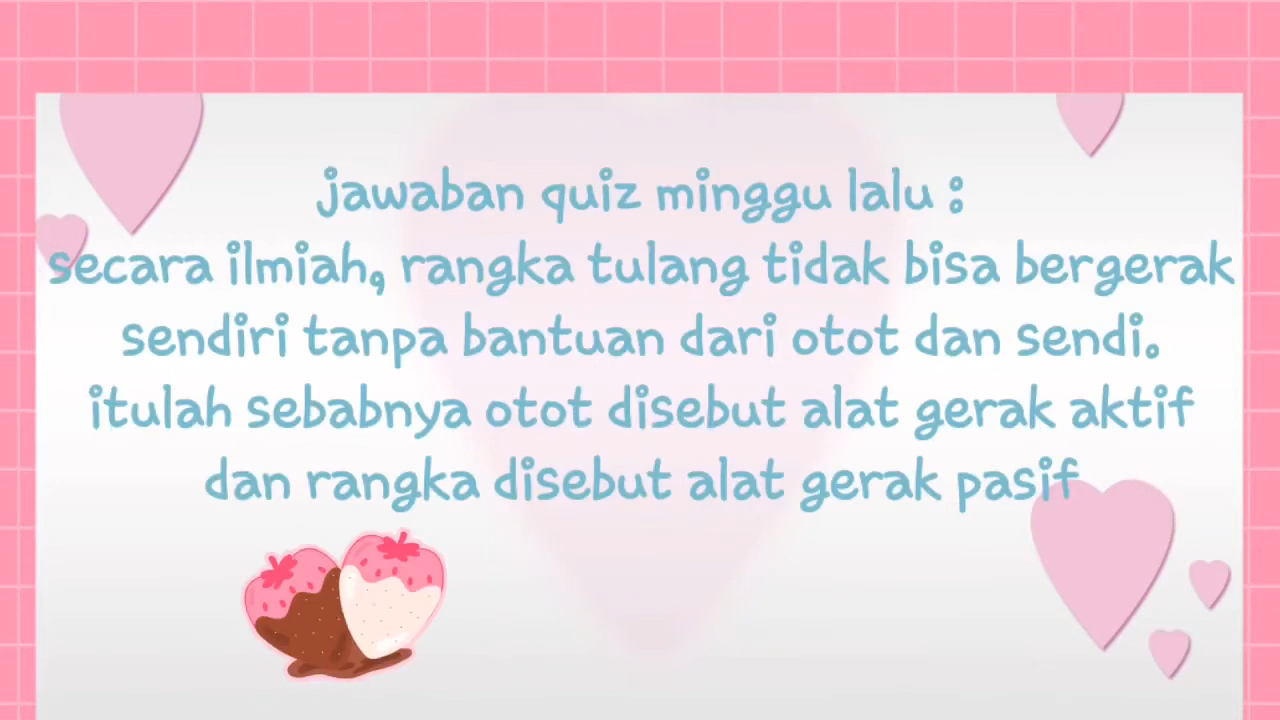 jawaban quiz minggu lalu :
secara ilmiah, rangka tulang tidak bisa bergerak
sendiri tanpa bantuan dari otot dan sendi.
itulah sebabnya otot disebut alat gerak aktif
dan rangka disebut alat gerak pasif